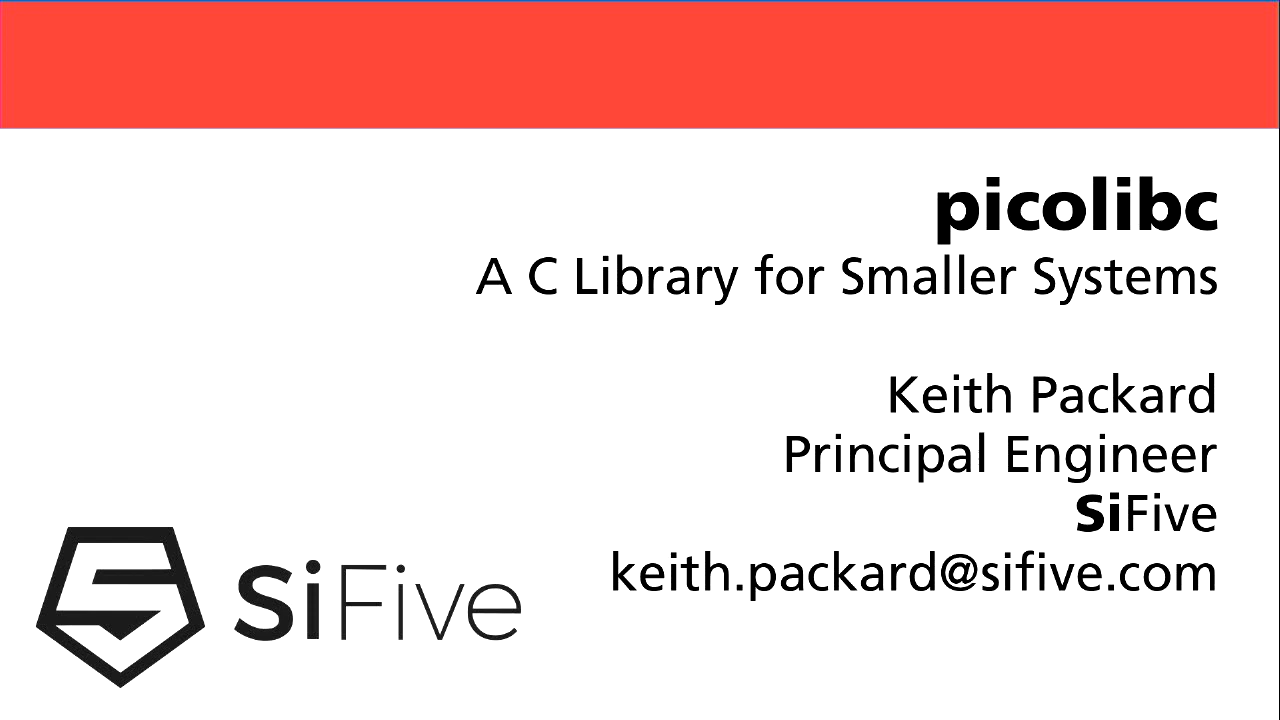 picolibc
A C Library for Smaller Systems
Keith Packard
Principal Engineer
SiFive
keith.packard@sifive.com
SiFive